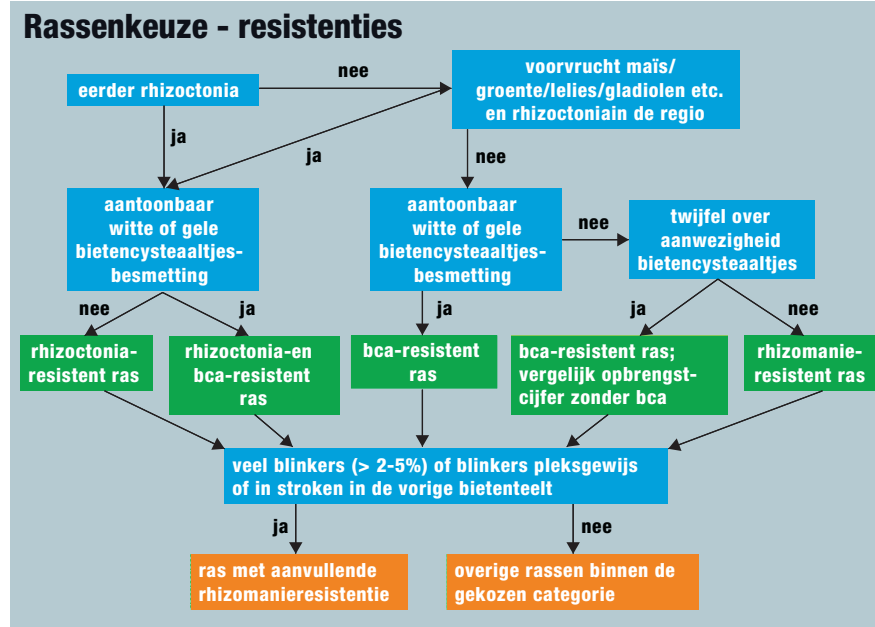 Rassenkeuze - resistenties
eerder rhizoctonia
nee
voorvrucht maïs/
groente/lelies/gladiolen etc.
en rhizoctoniain de regio
ja
ja
nee
aantoonbaar
witte of gele
bietencysteaaltjes-
besmetting
aantoonbaar
witte of gele
bietencysteaaltjes-
besmetting
nee
twijfel over
aanwezigheid
bietencysteaaltjes
nee
ja
ja
ja
nee
rhizoctonia-
resistent ras
rhizoctonia-en
bca-resistent
ras
bca-resistent
ras
bca-resistent ras;
vergelijk opbrengst-
cijfer zonder bca
rhizomanie-
resistent ras
veel blinkers (> 2-5%) of blinkers pleksgewijs
of in stroken in de vorige bietenteelt
ja
nee
ras met aanvullende
rhizomanieresistentie
overige rassen binnen de
gekozen categorie